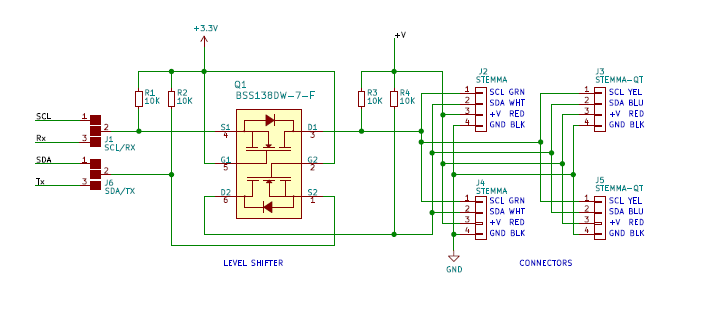 +3.3V
+V
Q1
BSS138DW-7-F
R1
10K
R2
10K
R3
10K
R4
10K
SCL
1
2
Rx
3
J1
SCL/RX
SDA
1
2
Tx
3
J6
SDA/TX
S1
4
D1
3
G1
5
G2
2
D2
6
S2
1
LEVEL SHIFTER
J2
STEMMA
1 SCL GRN
2 SDA WHT
3 +V RED
4 GND BLK
J3
STEMMA-QT
1 SCL YEL
2 SDA BLU
3 +V RED
4 GND BLK
J4
STEMMA
1 SCL GRN
2 SDA WHT
3 +V RED
4 GND BLK
J5
STEMMA-QT
1 SCL YEL
2 SDA BLU
3 +V RED
4 GND BLK
GND
CONNECTORS